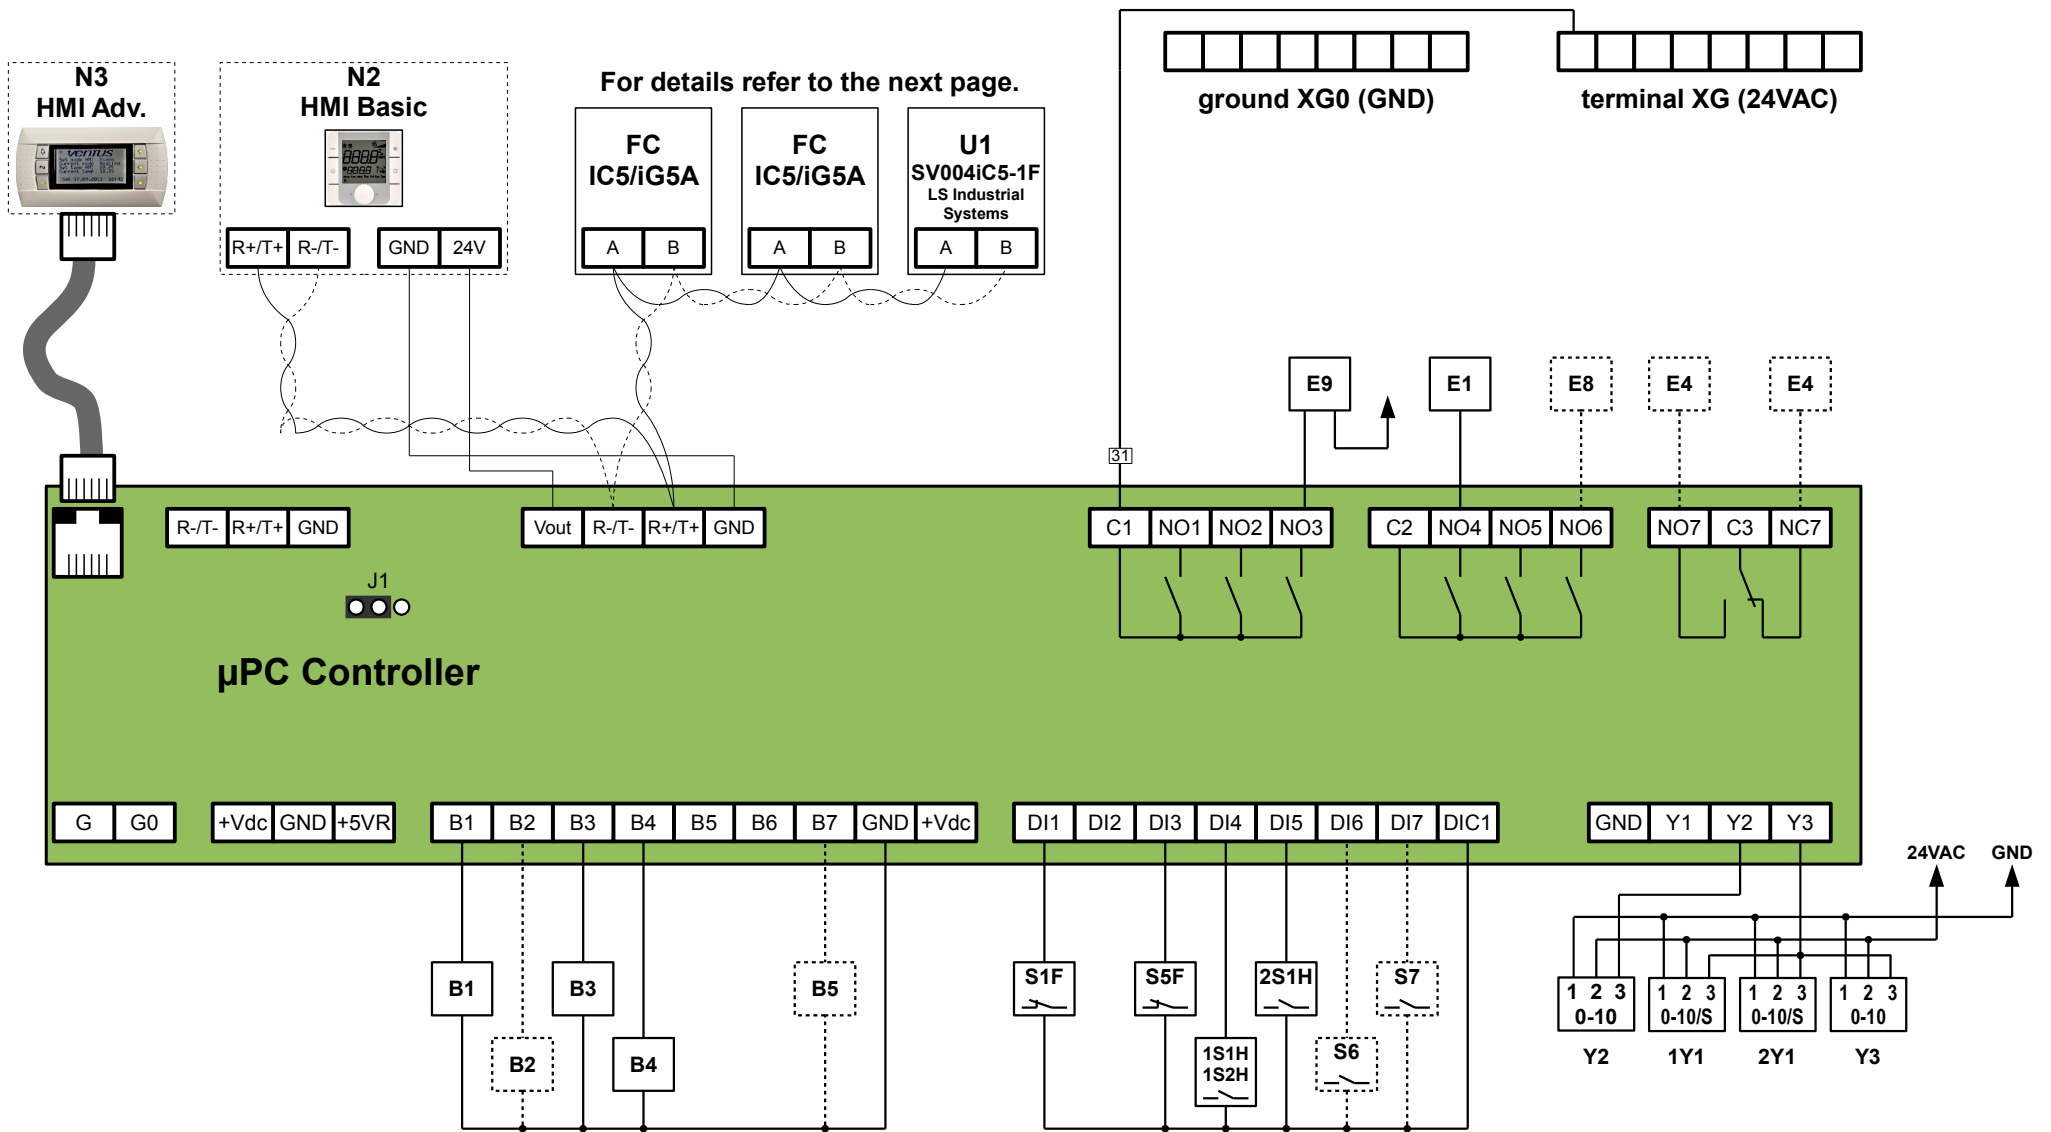 N3
HMI Adv.
ventus
N2
HMI Basic
R+/T+ R-/T- GND 24V
For details refer to the next page.
FC
IC5/iG5A
A B
FC
IC5/iG5A
A B
U1
SV004iC5-1F
LS Industrial
Systems
A B
ground XG0 (GND)
terminal XG (24VAC)
E9 E1 E8 E4 E4
31
R-/T- R+/T+ GND
Vout R-/T- R+/T+ GND
C1 NO1 NO2 NO3
C2 NO4 NO5 NO6
NO7 C3 NC7
J1
µPC Controller
G G0
+Vdc GND +5VR
B1 B2 B3 B4 B5 B6 B7 GND +Vdc
DI1 DI2 DI3 DI4 DI5 DI6 DI7 DIC1
GND Y1 Y2 Y3
24VAC GND
B1 B3 B5
B2 B4
S1F S5F 2S1H S7
1S1H
1S2H
S6
1 2 3
0-10
Y2
1 2 3
0-10/S
1Y1
1 2 3
0-10/S
2Y1
1 2 3
0-10
Y3